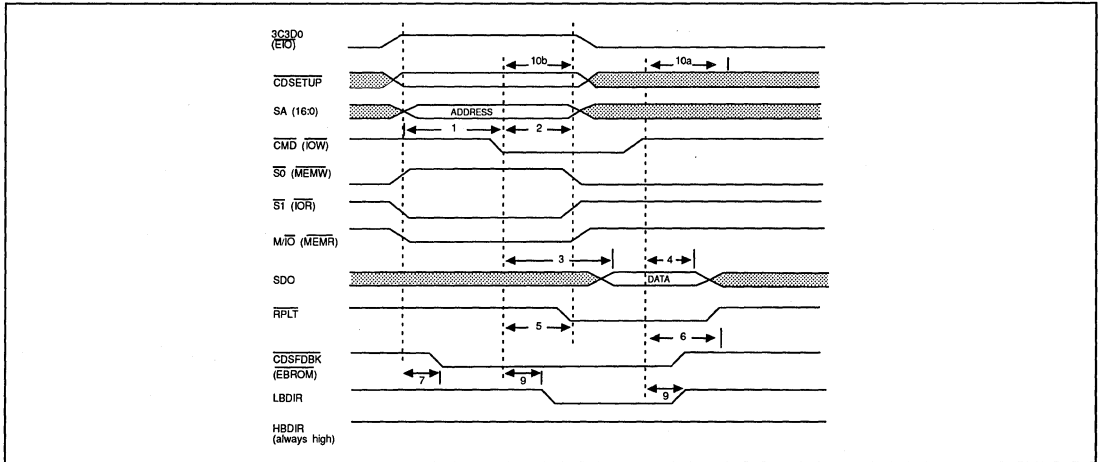 3C3D0
(EIO)
10b
10a
CDSETUP
SA (16:0)
ADDRESS
1
2
CMD (IOW)
S0 (MEMW)
S1 (IOR)
M/IO (MEMR)
3
4
SDO
DATA
RPLT
5
6
CDSFDBK
(EBROM)
7
9
9
LBDIR
HBDIR
(always high)